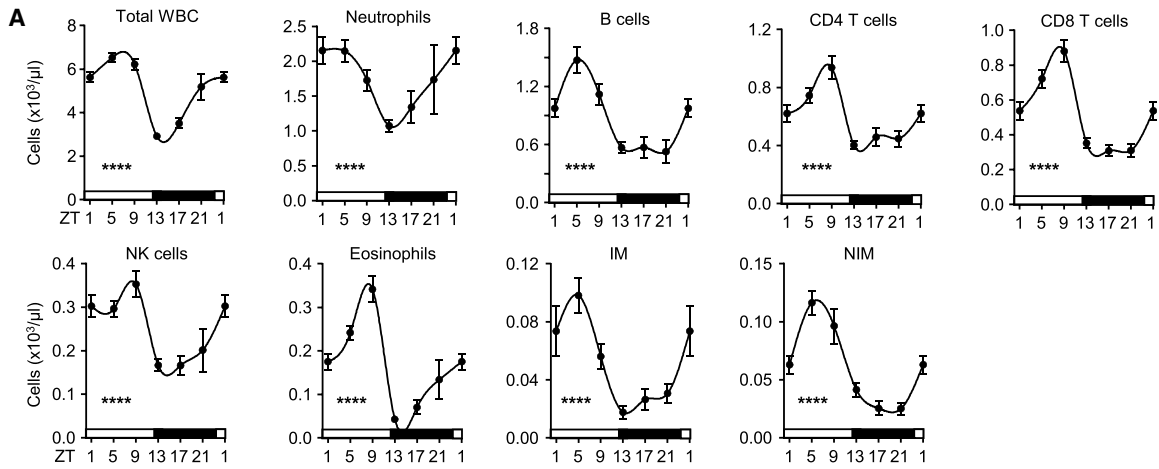 A
Total WBC
Cells (x10³/µl)
8
6
4
2
0
****
ZT 1 5 9 13 17 21 1
Neutrophils
2.5
2.0
1.5
1.0
0.5
0.0
****
1 5 9 13 17 21 1
B cells
1.8
1.2
0.6
0.0
****
1 5 9 13 17 21 1
CD4 T cells
1.2
0.8
0.4
0.0
****
1 5 9 13 17 21 1
CD8 T cells
1.0
0.8
0.6
0.4
0.2
0.0
****
1 5 9 13 17 21 1
NK cells
Cells (x10³/µl)
0.4
0.3
0.2
0.1
0.0
****
ZT 1 5 9 13 17 21 1
Eosinophils
0.4
0.3
0.2
0.1
0.0
****
1 5 9 13 17 21 1
IM
0.12
0.08
0.04
0.00
****
1 5 9 13 17 21 1
NIM
0.15
0.10
0.05
0.00
****
1 5 9 13 17 21 1